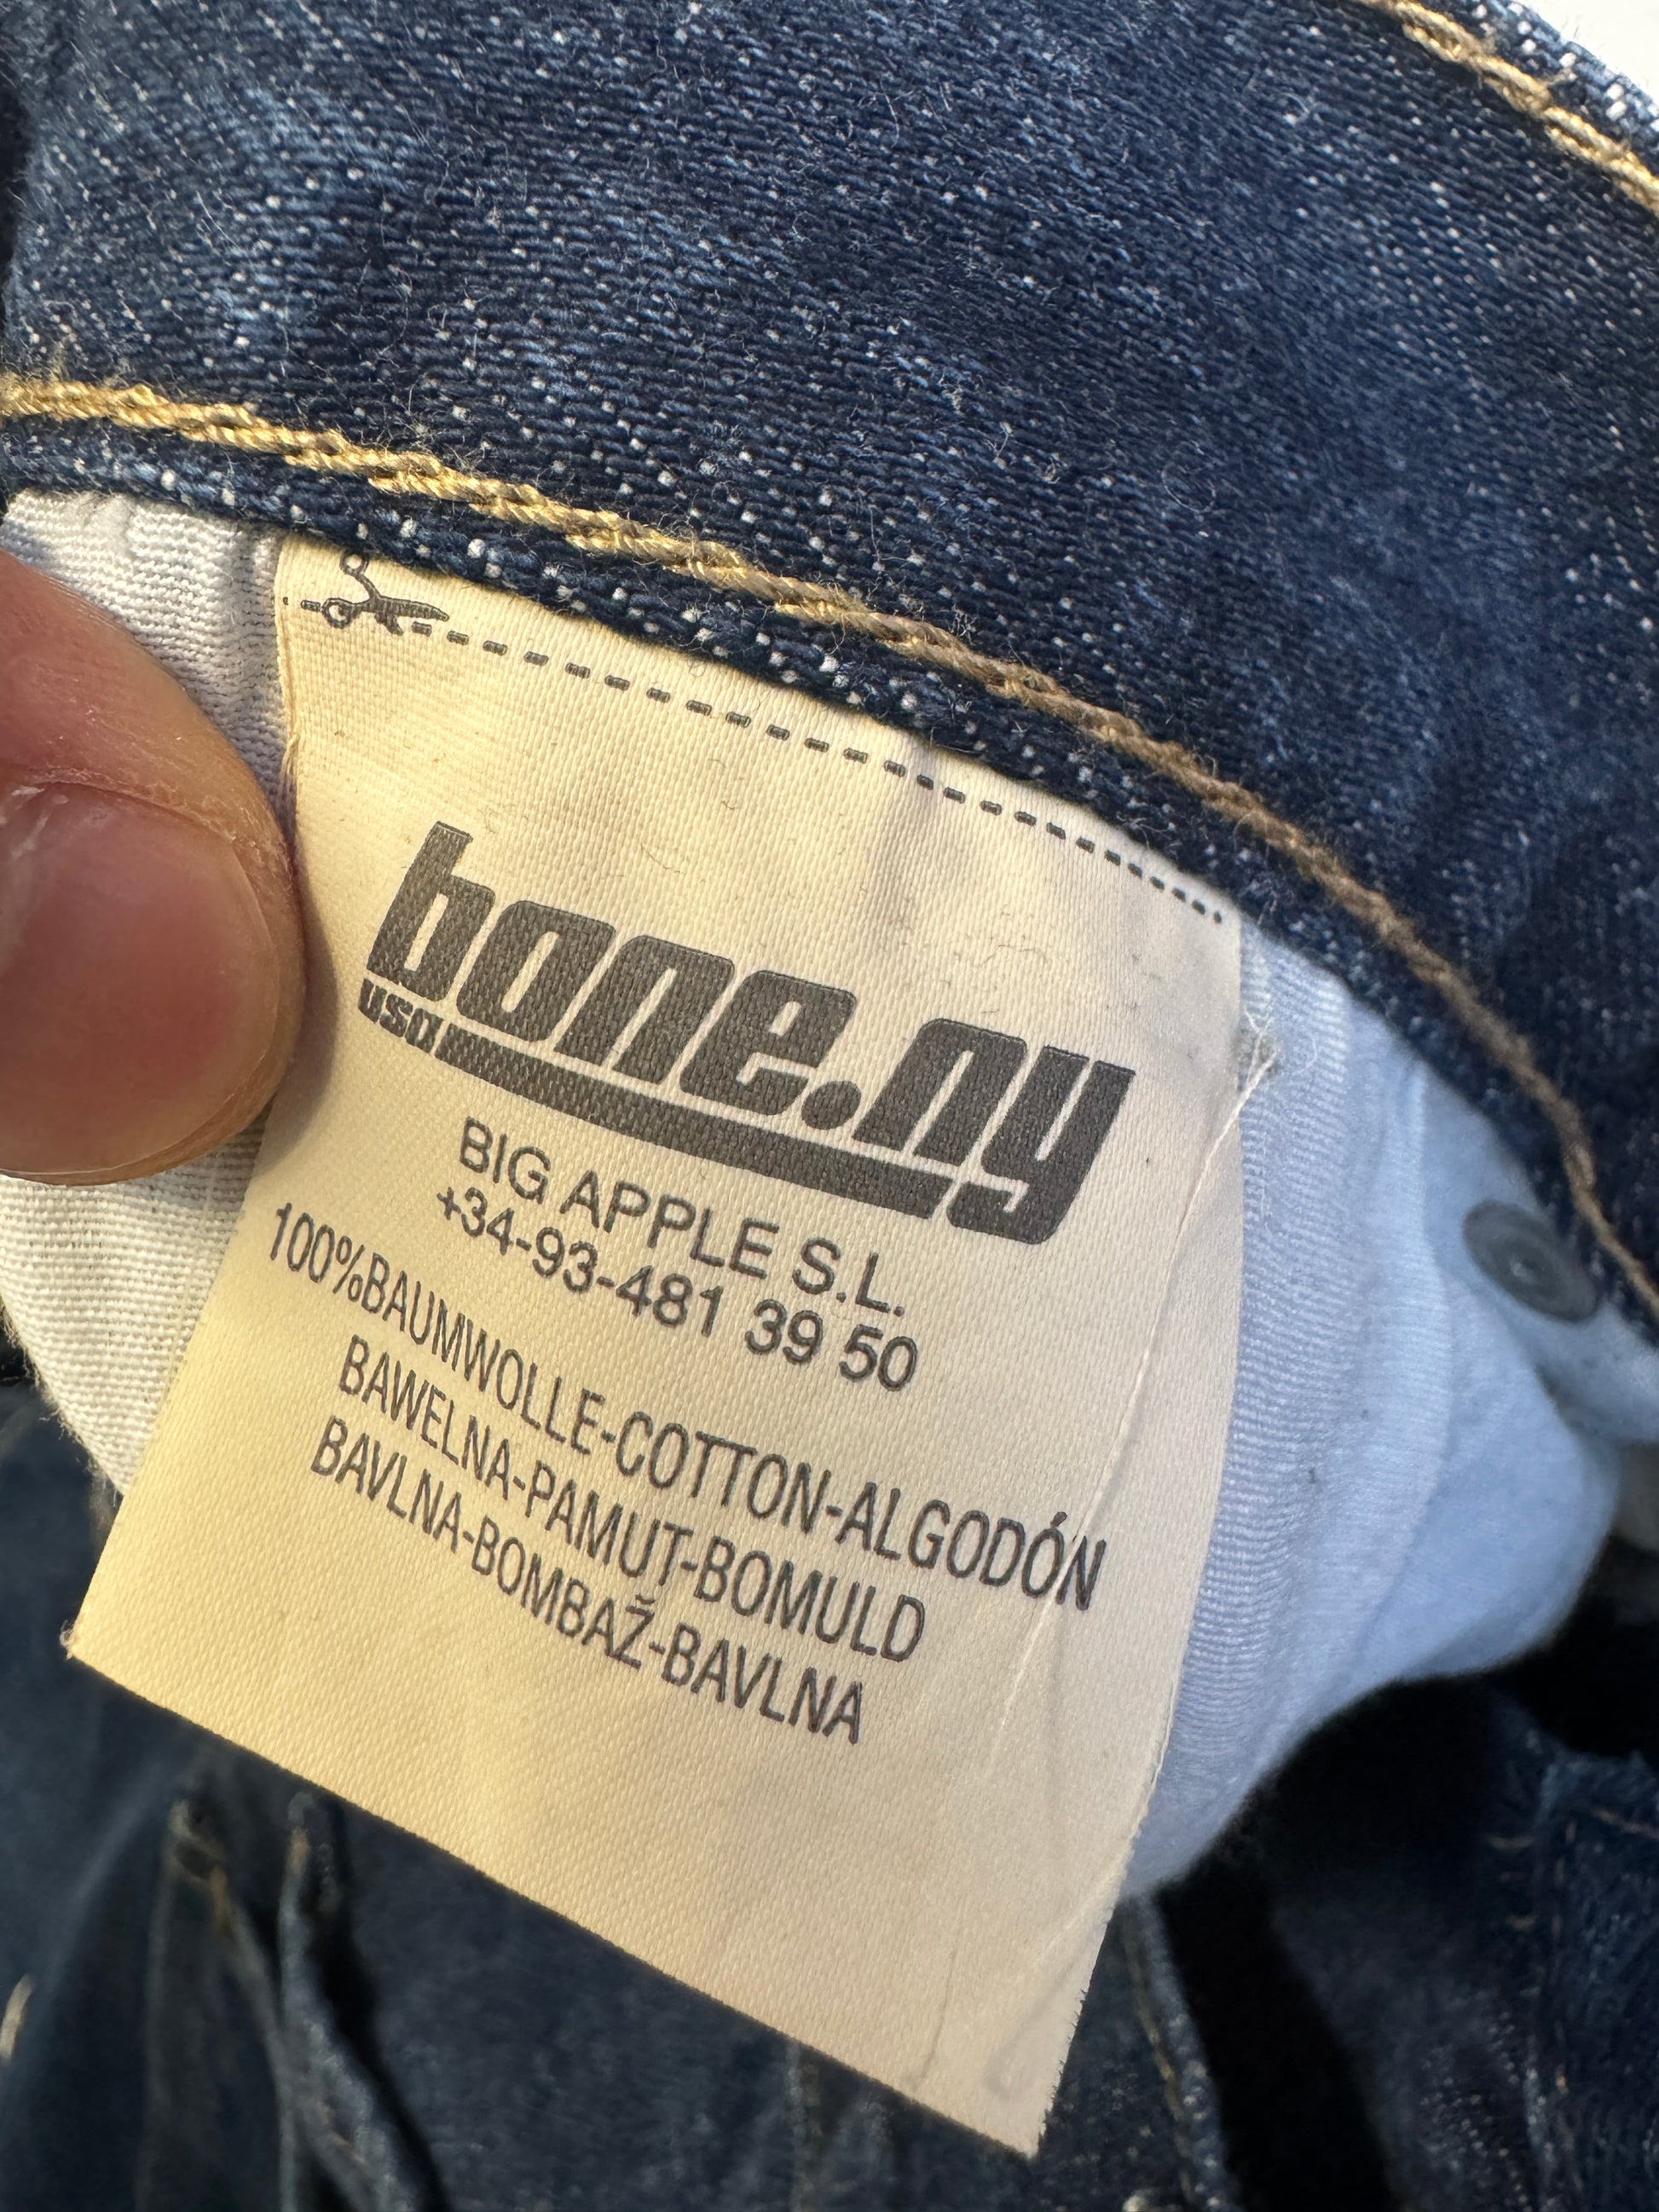 bone.ny
usa
BIG APPLE S.L.
+34-93-481 39 50
100%BAUMWOLLE-COTTON-ALGODÓN
BAWELNA-PAMUT-BOMULD
BAVLNA-BOMBAŽ-BAVLNA